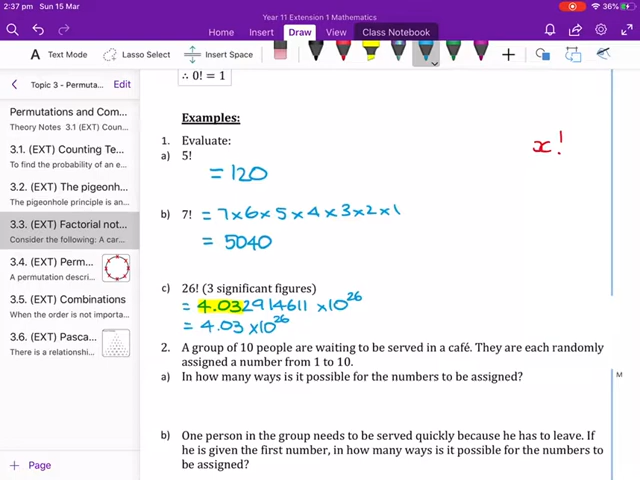 2:37 pm Sun 15 Mar
36%
Year 11 Extension 1 Mathematics
Home Insert Draw View Class Notebook
A Text Mode Lasso Select Insert Space
Topic 3 - Permutat Edit
Permutations and Com
Theory Notes 3.1 (EXT) Coun
3.1. (EXT) Counting Te
To find the probability of an e
3.2. (EXT) The pigeonh
The pigeonhole principle is an
3.3. (EXT) Factorial not
Consider the following: A car
3.4. (EXT) Perm
A permutation descri
3.5. (EXT) Combinations
When the order is not importa
3.6. (EXT) Pasca
There is a relationshi
+ Page
∴ 0! = 1
Examples:
x!
1. Evaluate:
a) 5!
= 120
b) 7! = 7×6×5×4×3×2×1
= 5040
c) 26! (3 significant figures)
= 4.032914611 ×10^26
= 4.03 ×10^26
2. A group of 10 people are waiting to be served in a café. They are each randomly
assigned a number from 1 to 10.
a) In how many ways is it possible for the numbers to be assigned?
M
b) One person in the group needs to be served quickly because he has to leave. If
he is given the first number, in how many ways is it possible for the numbers to
be assigned?